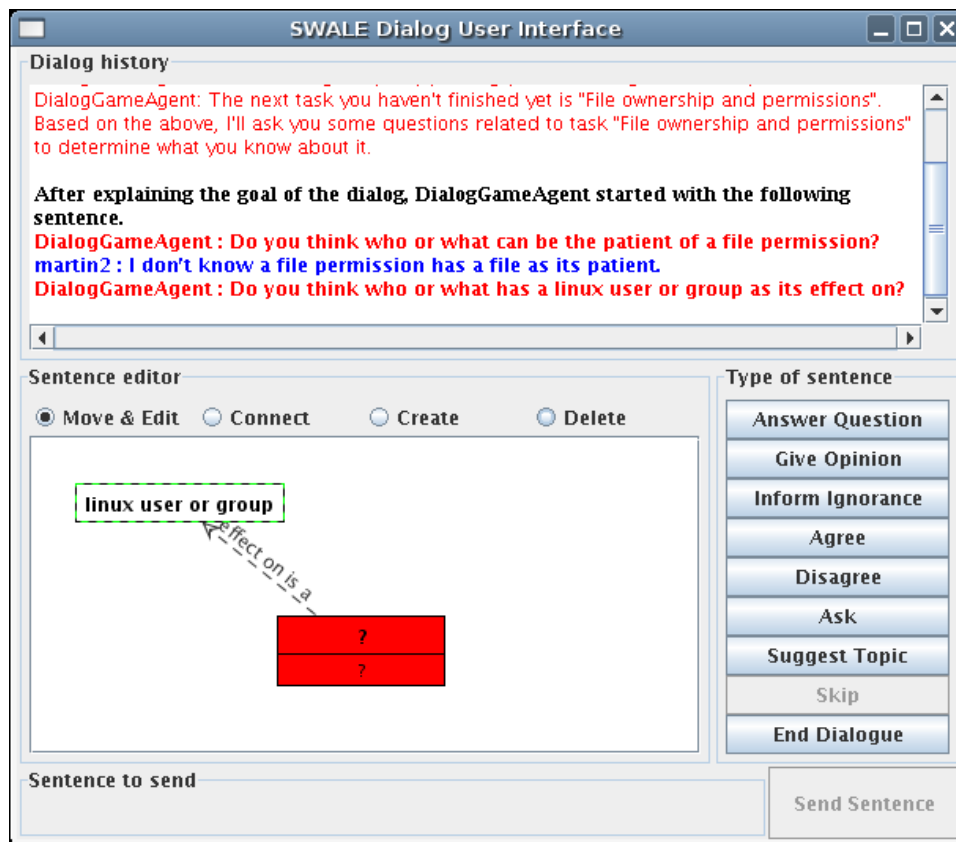 SWALE Dialog User Interface
Dialog history
DialogGameAgent: The next task you haven't finished yet is "File ownership and permissions".
Based on the above, I'll ask you some questions related to task "File ownership and permissions"
to determine what you know about it.
After explaining the goal of the dialog, DialogGameAgent started with the following
sentence.
DialogGameAgent : Do you think who or what can be the patient of a file permission?
martin2 : I don't know a file permission has a file as its patient.
DialogGameAgent : Do you think who or what has a linux user or group as its effect on?
Sentence editor
Move & Edit
Connect
Create
Delete
linux user or group
effect on is a
?
?
Type of sentence
Answer Question
Give Opinion
Inform Ignorance
Agree
Disagree
Ask
Suggest Topic
Skip
End Dialogue
Sentence to send
Send Sentence